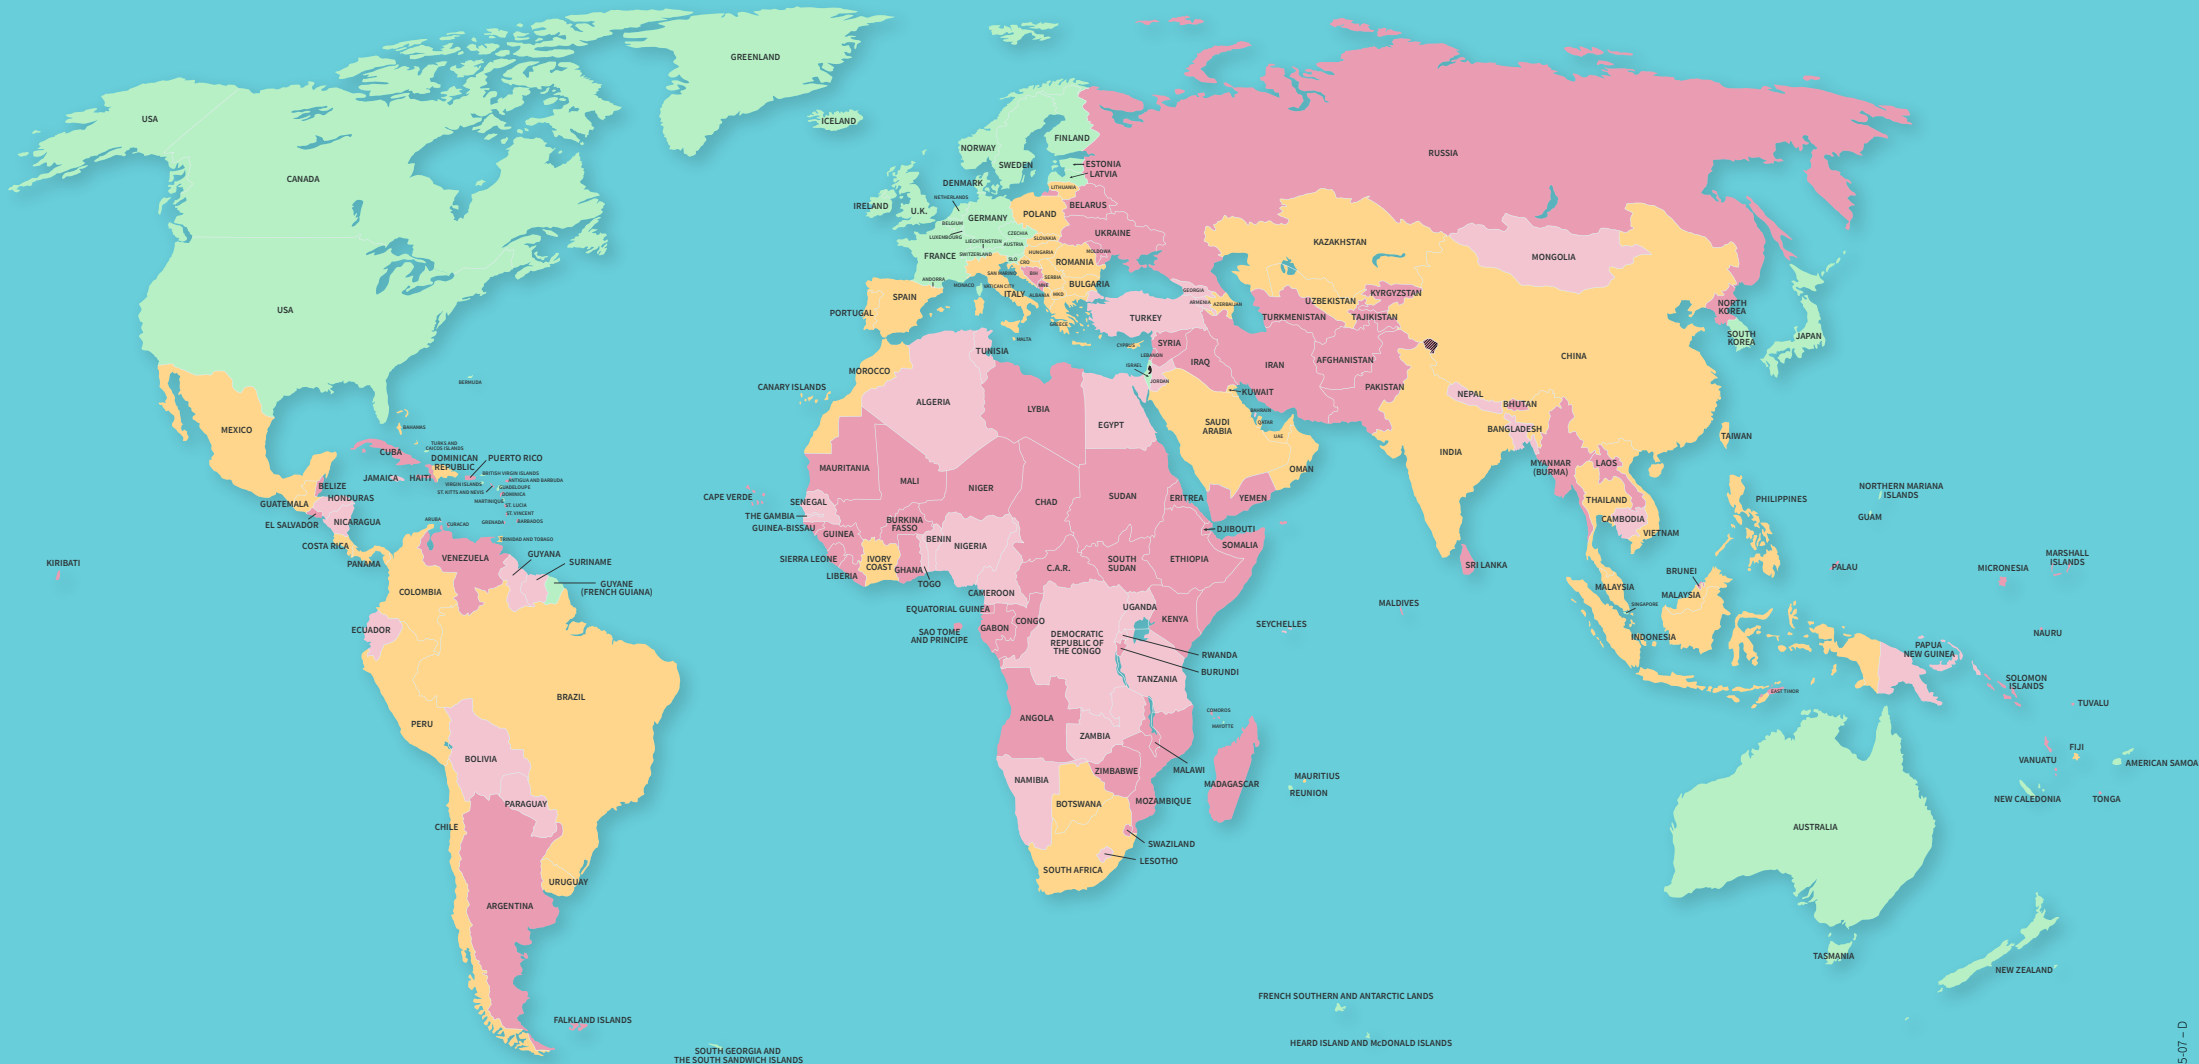 GREENLAND
USA
ICELAND
CANADA
FINLAND
NORWAY
SWEDEN
RUSSIA
ESTONIA
LATVIA
DENMARK
LITHUANIA
NETHERLANDS
IRELAND
U.K.
BELARUS
GERMANY
POLAND
BELGIUM
LUXEMBOURG
CZECHIA
UKRAINE
LIECHTENSTEIN
AUSTRIA
SLOVAKIA
KAZAKHSTAN
FRANCE
SWITZERLAND
HUNGARIA
MOLDOWA
MONGOLIA
SLO
CRO
ROMANIA
SAN MARINO
BIH
SERBIA
ANDORRA
MONACO
VATICAN CITY
MNE
BULGARIA
SPAIN
ITALY
ALBANIA
MKD
GEORGIA
ARMENIA
AZERBAIJAN
UZBEKISTAN
KYRGYZSTAN
USA
PORTUGAL
GREECE
TURKEY
TURKMENISTAN
TAJIKISTAN
NORTH
KOREA
SOUTH
KOREA
JAPAN
MALTA
CYPRUS
SYRIA
LEBANON
TUNISIA
IRAQ
IRAN
AFGHANISTAN
CHINA
ISRAEL
JORDAN
MOROCCO
BERMUDA
CANARY ISLANDS
KUWAIT
PAKISTAN
NEPAL
BHUTAN
ALGERIA
LYBIA
EGYPT
BAHRAIN
QATAR
SAUDI
ARABIA
UAE
BANGLADESH
TAIWAN
MEXICO
BAHAMAS
TURKS AND
CAICOS ISLANDS
CUBA
DOMINICAN
REPUBLIC
PUERTO RICO
INDIA
OMAN
MYANMAR
(BURMA)
LAOS
JAMAICA
HAITI
BRITISH VIRGIN ISLANDS
VIRGIN ISLANDS
ANTIGUA AND BARBUDA
ST. KITTS AND NEVIS
GUADELOUPE
DOMINICA
MARTINIQUE
ST. LUCIA
ST. VINCENT
GRENADA
BARBADOS
ARUBA
CURACAO
TRINIDAD AND TOBAGO
BELIZE
GUATEMALA
HONDURAS
EL SALVADOR
NICARAGUA
COSTA RICA
PANAMA
MAURITANIA
MALI
NIGER
CHAD
SUDAN
ERITREA
YEMEN
CAPE VERDE
SENEGAL
THE GAMBIA
GUINEA-BISSAU
GUINEA
BURKINA
FASSO
DJIBOUTI
THAILAND
CAMBODIA
VIETNAM
PHILIPPINES
NORTHERN MARIANA
ISLANDS
GUAM
VENEZUELA
GUYANA
SURINAME
GUYANE
(FRENCH GUIANA)
SIERRA LEONE
LIBERIA
IVORY
COAST
GHANA
TOGO
BENIN
NIGERIA
CAMEROON
C.A.R.
SOUTH
SUDAN
ETHIOPIA
SOMALIA
SRI LANKA
MALDIVES
KIRIBATI
COLOMBIA
ECUADOR
EQUATORIAL GUINEA
SAO TOME
AND PRINCIPE
GABON
CONGO
DEMOCRATIC
REPUBLIC OF
THE CONGO
UGANDA
KENYA
SEYCHELLES
RWANDA
BURUNDI
TANZANIA
MALAYSIA
BRUNEI
MALAYSIA
SINGAPORE
INDONESIA
PALAU
MICRONESIA
MARSHALL
ISLANDS
NAURU
PAPUA
NEW GUINEA
SOLOMON
ISLANDS
EAST TIMOR
TUVALU
BRAZIL
PERU
BOLIVIA
PARAGUAY
CHILE
URUGUAY
ARGENTINA
ANGOLA
ZAMBIA
COMOROS
MAYOTTE
MALAWI
NAMIBIA
ZIMBABWE
MADAGASCAR
MAURITIUS
REUNION
BOTSWANA
MOZAMBIQUE
SWAZILAND
LESOTHO
SOUTH AFRICA
FIJI
VANUATU
AMERICAN SAMOA
NEW CALEDONIA
TONGA
AUSTRALIA
TASMANIA
NEW ZEALAND
FRENCH SOUTHERN AND ANTARCTIC LANDS
FALKLAND ISLANDS
HEARD ISLAND AND McDONALD ISLANDS
SOUTH GEORGIA AND
THE SOUTH SANDWICH ISLANDS
5-07 – D